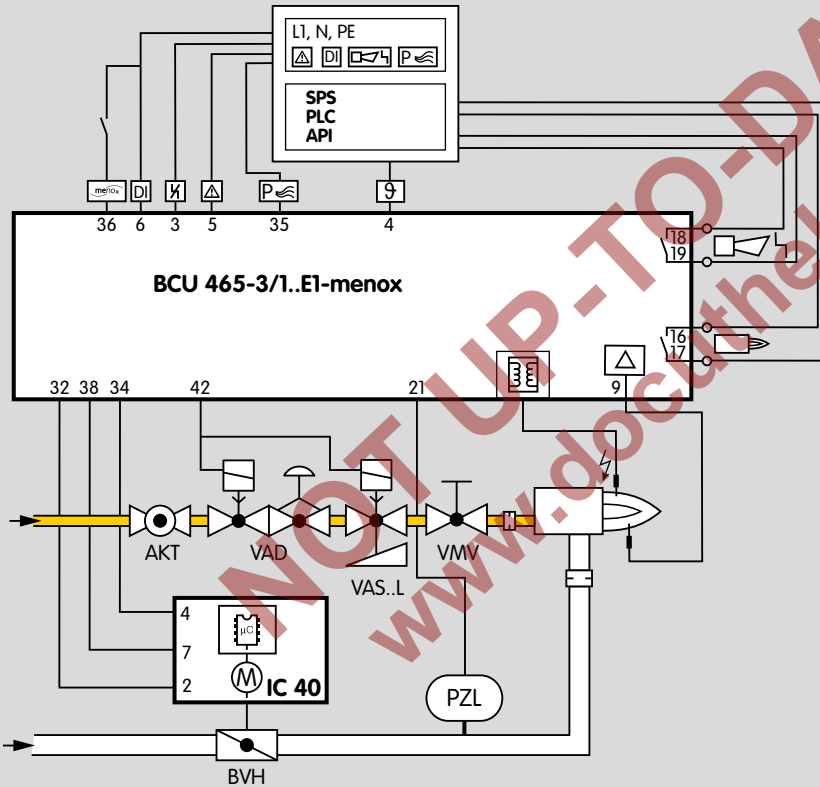 L1, N, PE
DI
P
SPS
PLC
API
menox
DI
P
ϑ
36
6
3
5
35
4
18
19
BCU 465-3/1..E1-menox
16
17
32
38
34
42
21
9
AKT
VAD
VAS..L
VMV
4
7
2
µC
M
IC 40
PZL
BVH
NOT UP-TO-DA
www.docuthe